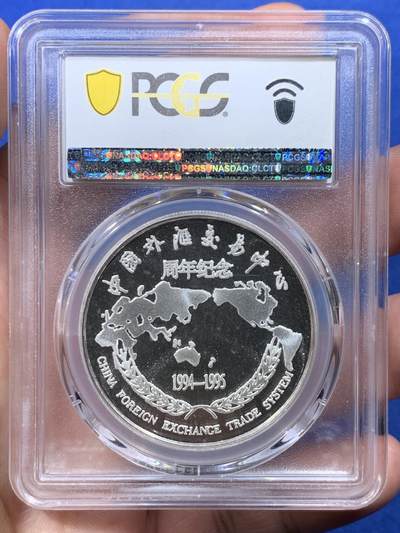 PCGS
PCGS/NASDAQ:CLCT
中国外汇交易中心
周年纪念
1994—1995
CHINA FOREIGN EXCHANGE TRADE SYSTEM